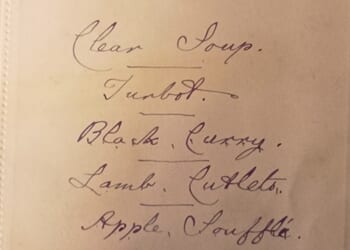 Clear Soup.
Turbot.
Black Curry.
Lamb Cutlets.
Apple Soufflé.